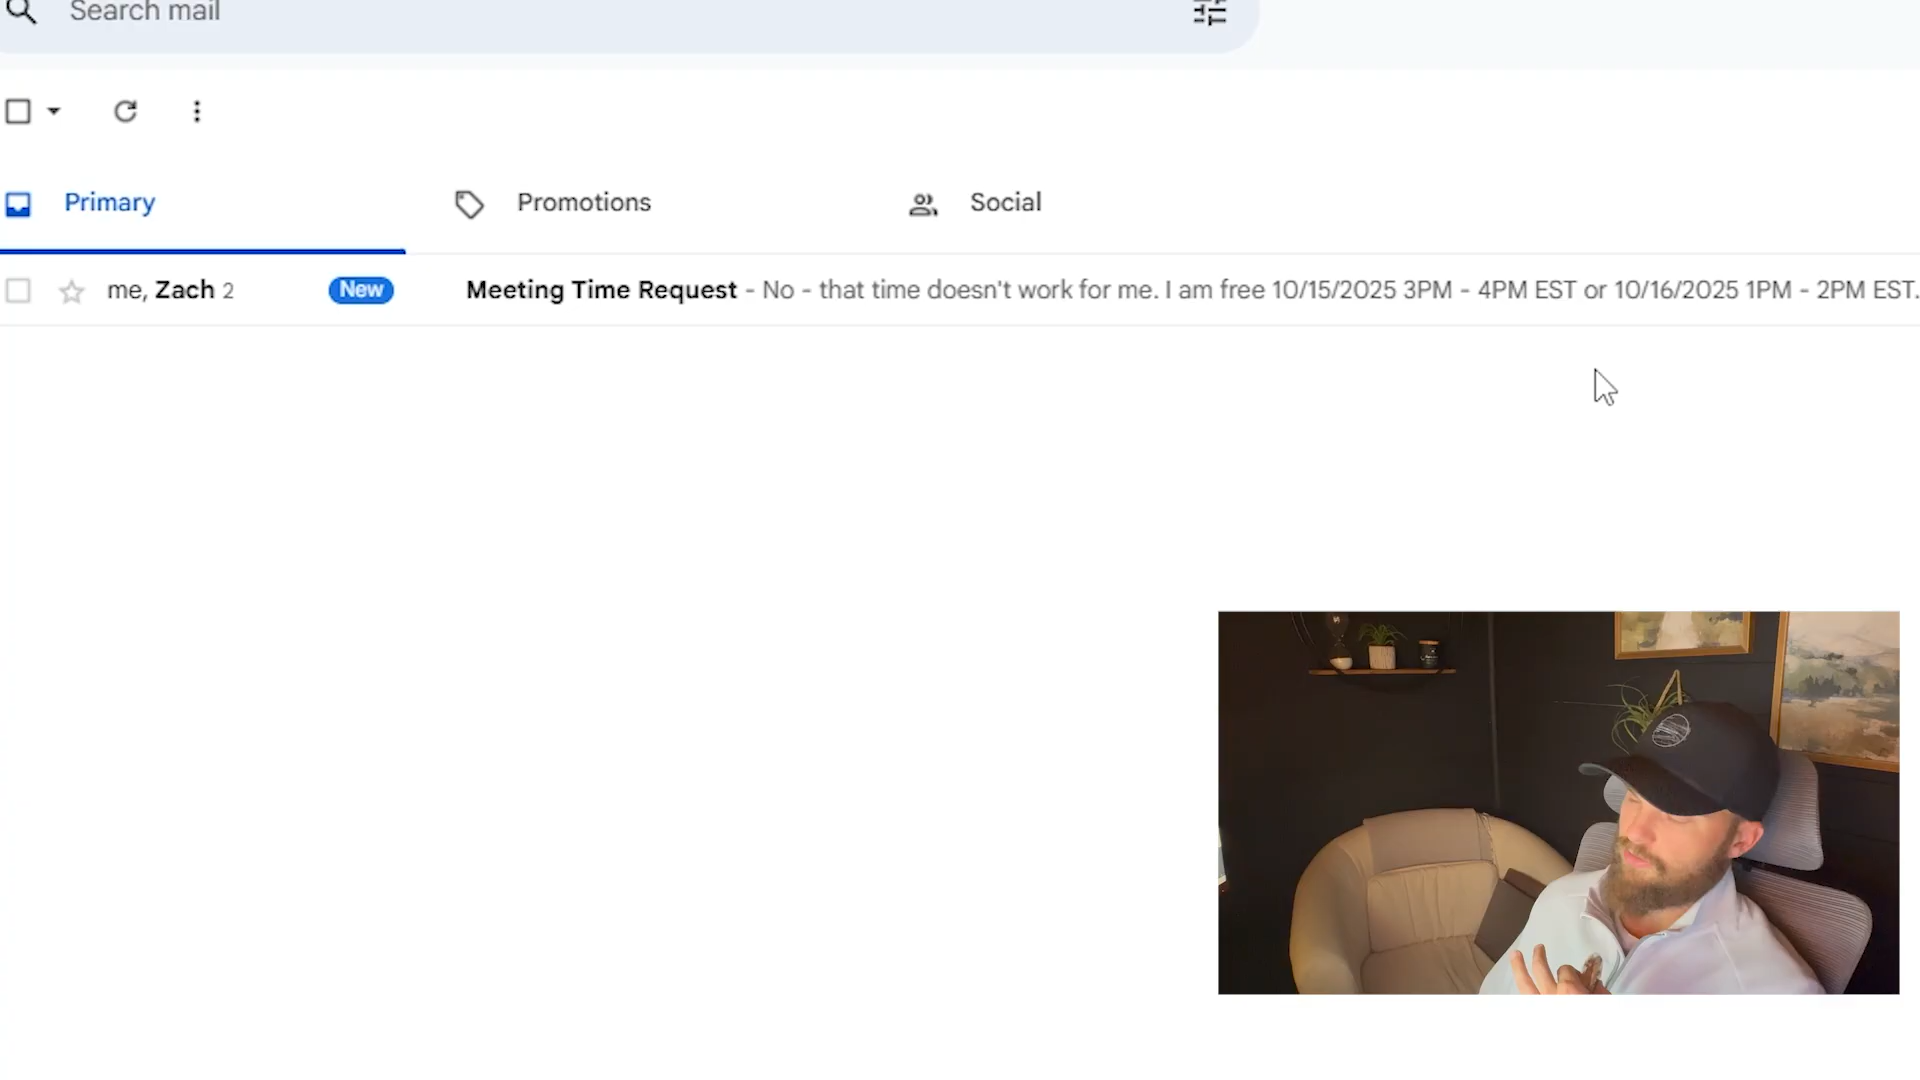 Search mail
Primary
Promotions
Social
me, Zach 2
New
Meeting Time Request - No - that time doesn't work for me. I am free 10/15/2025 3PM - 4PM EST or 10/16/2025 1PM - 2PM EST.